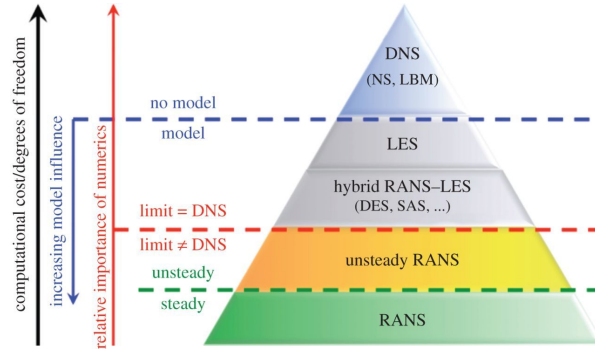 computational cost/degrees of freedom
increasing model influence
relative importance of numerics
DNS
(NS, LBM)
no model
model
LES
hybrid RANS–LES
(DES, SAS, ...)
limit = DNS
limit ≠ DNS
unsteady RANS
unsteady
steady
RANS